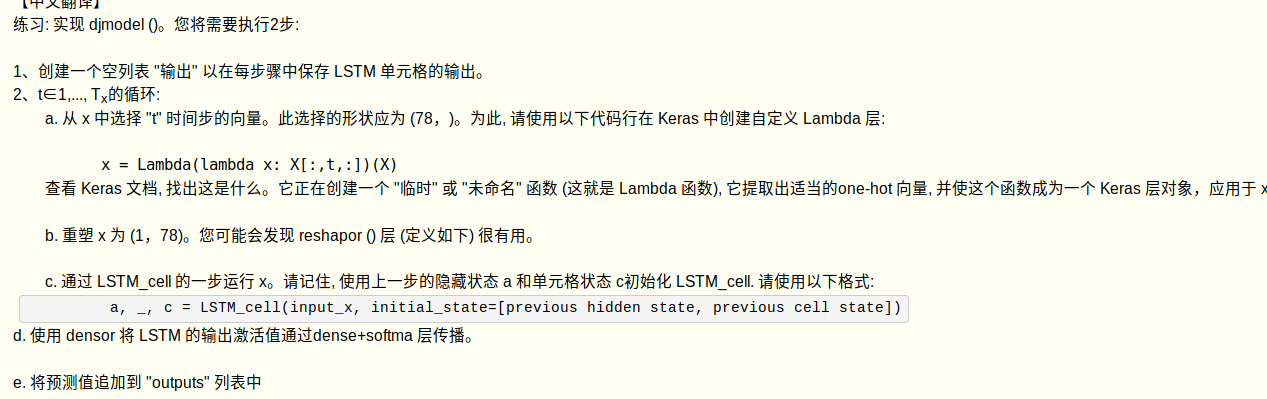 【中文翻译】
练习: 实现 djmodel ()。您将需要执行2步:
1、创建一个空列表 "输出" 以在每步骤中保存 LSTM 单元格的输出。
2、t∈1,..., Tx的循环:
a. 从 x 中选择 "t" 时间步的向量。此选择的形状应为 (78，)。为此, 请使用以下代码行在 Keras 中创建自定义 Lambda 层:
x = Lambda(lambda x: X[:,t,:])(X)
查看 Keras 文档, 找出这是什么。它正在创建一个 "临时" 或 "未命名" 函数 (这就是 Lambda 函数), 它提取出适当的one-hot 向量, 并使这个函数成为一个 Keras 层对象，应用于 x
b. 重塑 x 为 (1，78)。您可能会发现 reshapor () 层 (定义如下) 很有用。
c. 通过 LSTM_cell 的一步运行 x。请记住, 使用上一步的隐藏状态 a 和单元格状态 c初始化 LSTM_cell. 请使用以下格式:
a, _, c = LSTM_cell(input_x, initial_state=[previous hidden state, previous cell state])
d. 使用 densor 将 LSTM 的输出激活值通过dense+softma 层传播。
e. 将预测值追加到 "outputs" 列表中